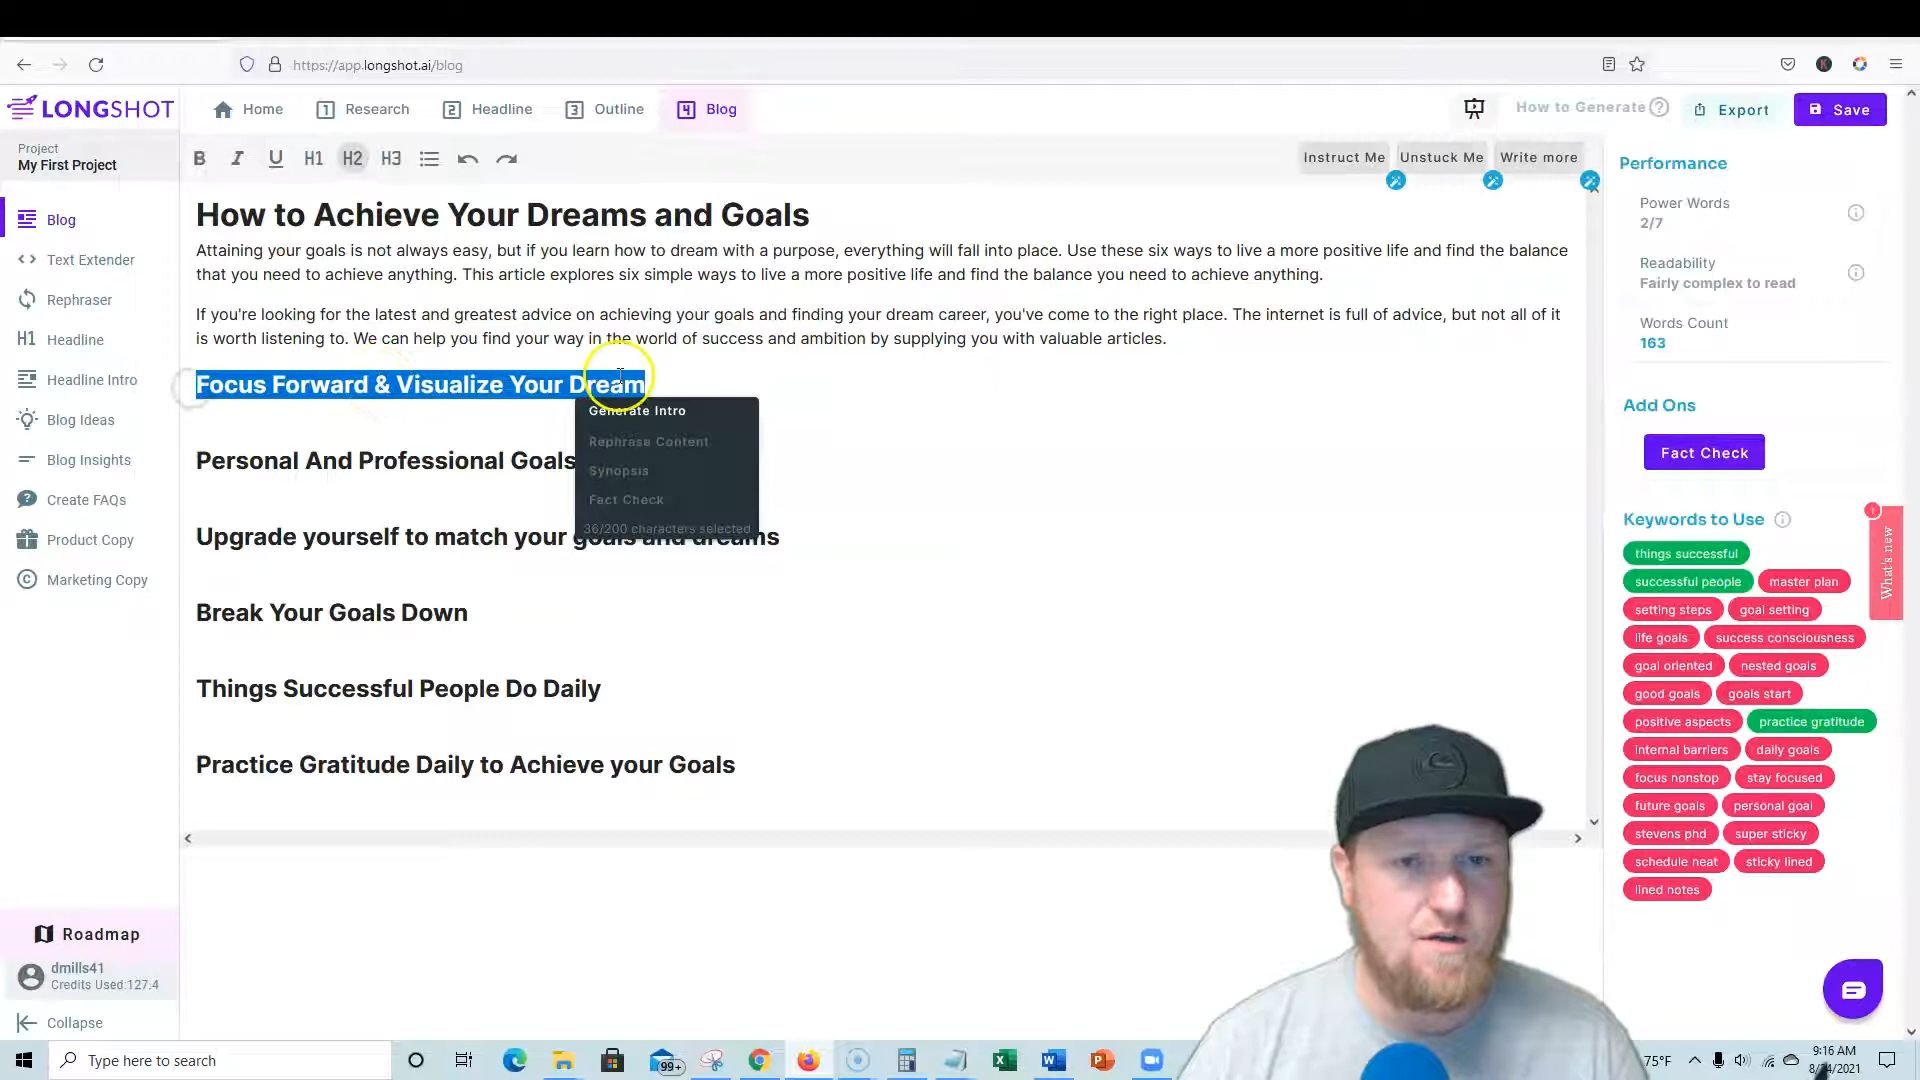 https://app.longshot.ai/blog
LONGSHOT
Home
1 Research
2 Headline
3 Outline
4 Blog
How to Generate ?
Export
Save
Project
My First Project
B I U H1 H2 H3
Instruct Me
Unstuck Me
Write more
Blog
Text Extender
Rephraser
H1 Headline
Headline Intro
Blog Ideas
Blog Insights
Create FAQs
Product Copy
Marketing Copy
Roadmap
dmills41
Credits Used:127.4
Collapse
How to Achieve Your Dreams and Goals
Attaining your goals is not always easy, but if you learn how to dream with a purpose, everything will fall into place. Use these six ways to live a more positive life and find the balance
that you need to achieve anything. This article explores six simple ways to live a more positive life and find the balance you need to achieve anything.
If you're looking for the latest and greatest advice on achieving your goals and finding your dream career, you've come to the right place. The internet is full of advice, but not all of it
is worth listening to. We can help you find your way in the world of success and ambition by supplying you with valuable articles.
Focus Forward & Visualize Your Dream
Generate Intro
Rephrase Content
Synopsis
Fact Check
36/200 characters selected
Personal And Professional Goals
Upgrade yourself to match your goals and dreams
Break Your Goals Down
Things Successful People Do Daily
Practice Gratitude Daily to Achieve your Goals
Performance
Power Words
2/7
Readability
Fairly complex to read
Words Count
163
Add Ons
Fact Check
Keywords to Use
things successful
successful people
master plan
setting steps
goal setting
life goals
success consciousness
goal oriented
nested goals
good goals
goals start
positive aspects
practice gratitude
internal barriers
daily goals
focus nonstop
stay focused
future goals
personal goal
stevens phd
super sticky
schedule neat
sticky lined
lined notes
What's new
Type here to search
99+
75°F
9:16 AM
8/24/2021